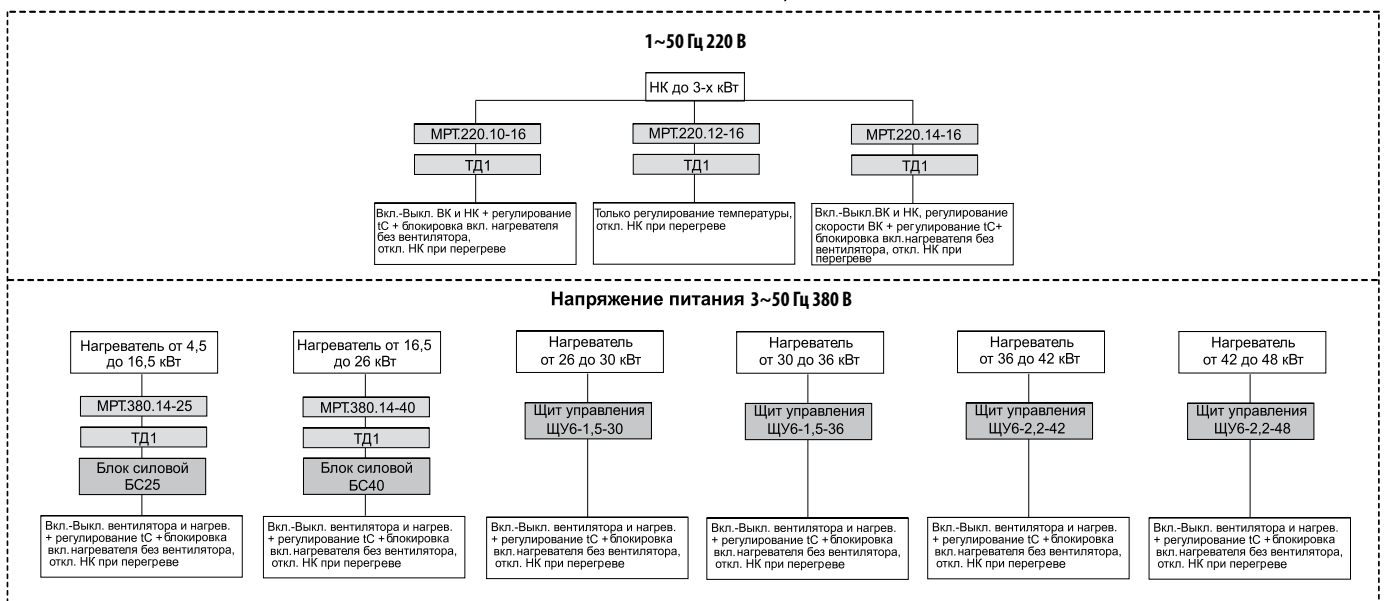 1~50 Гц 220 В
НК до 3-х кВт
МРТ.220.10-16
ТД1
Вкл.-Выкл. ВК и НК + регулирование
tC + блокировка вкл. нагревателя
без вентилятора,
откл. НК при перегреве
МРТ.220.12-16
ТД1
Только регулирование температуры,
откл. НК при перегреве
МРТ.220.14-16
ТД1
Вкл.-Выкл.ВК и НК, регулирование
скорости ВК + регулирование tC+
блокировка вкл.нагревателя без
вентилятора, откл. НК при
перегреве
Напряжение питания 3~50 Гц 380 В
Нагреватель от 4,5
до 16,5 кВт
МРТ.380.14-25
ТД1
Блок силовой
БС25
Вкл.-Выкл. вентилятора и нагрев.
+ регулирование tC +блокировка
вкл.нагревателя без вентилятора,
откл. НК при перегреве
Нагреватель от 16,5
до 26 кВт
МРТ.380.14-40
ТД1
Блок силовой
БС40
Вкл.-Выкл. вентилятора и нагрев.
+ регулирование tC +блокировка
вкл.нагревателя без вентилятора,
откл. НК при перегреве
Нагреватель
от 26 до 30 кВт
Щит управления
ЩУ6-1,5-30
Вкл.-Выкл. вентилятора и нагрев.
+ регулирование tC +блокировка
вкл.нагревателя без вентилятора,
откл. НК при перегреве
Нагреватель
от 30 до 36 кВт
Щит управления
ЩУ6-1,5-36
Вкл.-Выкл. вентилятора и нагрев.
+ регулирование tC +блокировка
вкл.нагревателя без вентилятора,
откл. НК при перегреве
Нагреватель
от 36 до 42 кВт
Щит управления
ЩУ6-2,2-42
Вкл.-Выкл. вентилятора и нагрев.
+ регулирование tC +блокировка
вкл.нагревателя без вентилятора,
откл. НК при перегреве
Нагреватель
от 42 до 48 кВт
Щит управления
ЩУ6-2,2-48
Вкл.-Выкл. вентилятора и нагрев.
+ регулирование tC +блокировка
вкл.нагревателя без вентилятора,
откл. НК при перегреве